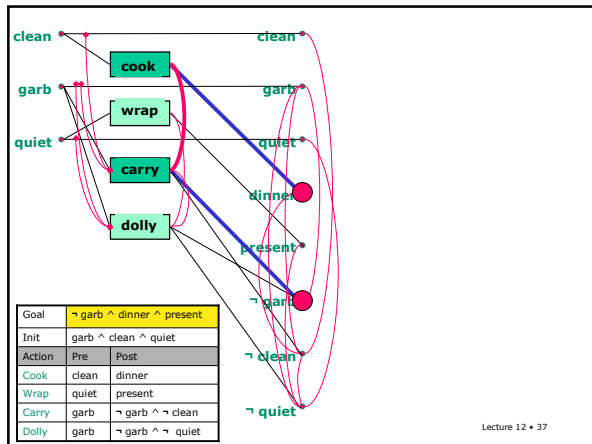 clean
garb
quiet
cook
wrap
carry
dolly
clean
garb
quiet
dinner
present
¬ garb
¬ clean
¬ quiet
Goal ¬ garb ^ dinner ^ present
Init garb ^ clean ^ quiet
Action Pre Post
Cook clean dinner
Wrap quiet present
Carry garb ¬ garb ^ ¬ clean
Dolly garb ¬ garb ^ ¬ quiet
Lecture 12 • 37